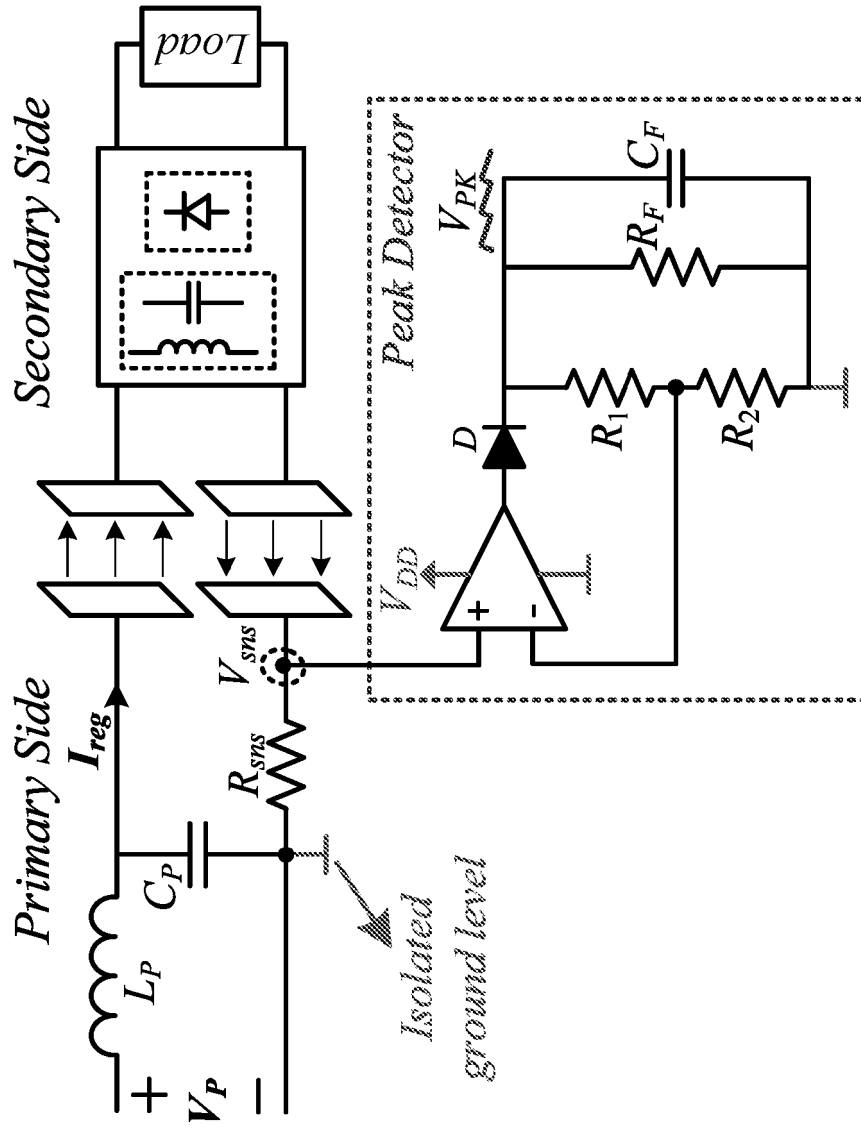 Primary Side
Secondary Side
I_reg
L_P
C_P
+
V_P
−
R_sns
V_sns
Load
Isolated
ground level
Peak Detector
V_DD
+
-
D
V_PK
R_1
R_2
R_F
C_F